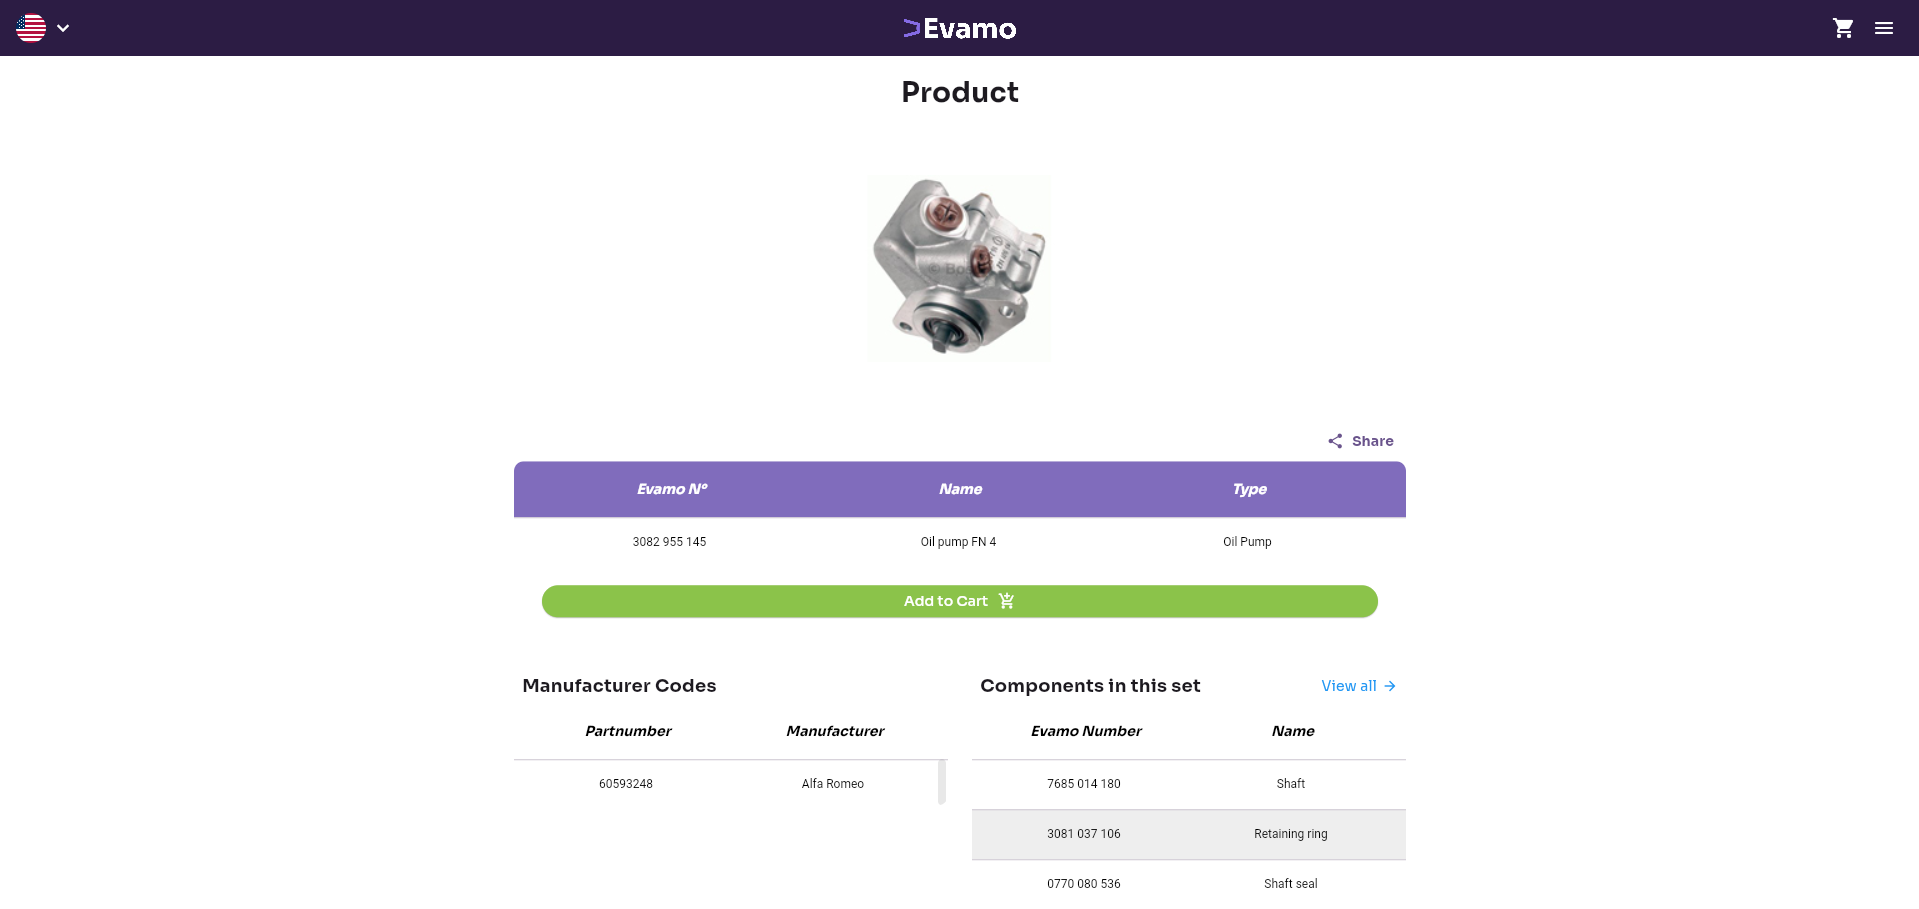 Evamo
Product
© Bos
Share
Evamo Nº Name Type
3082 955 145 Oil pump FN 4 Oil Pump
Add to Cart
Manufacturer Codes
Partnumber Manufacturer
60593248 Alfa Romeo
Components in this set View all
Evamo Number Name
7685 014 180 Shaft
3081 037 106 Retaining ring
0770 080 536 Shaft seal